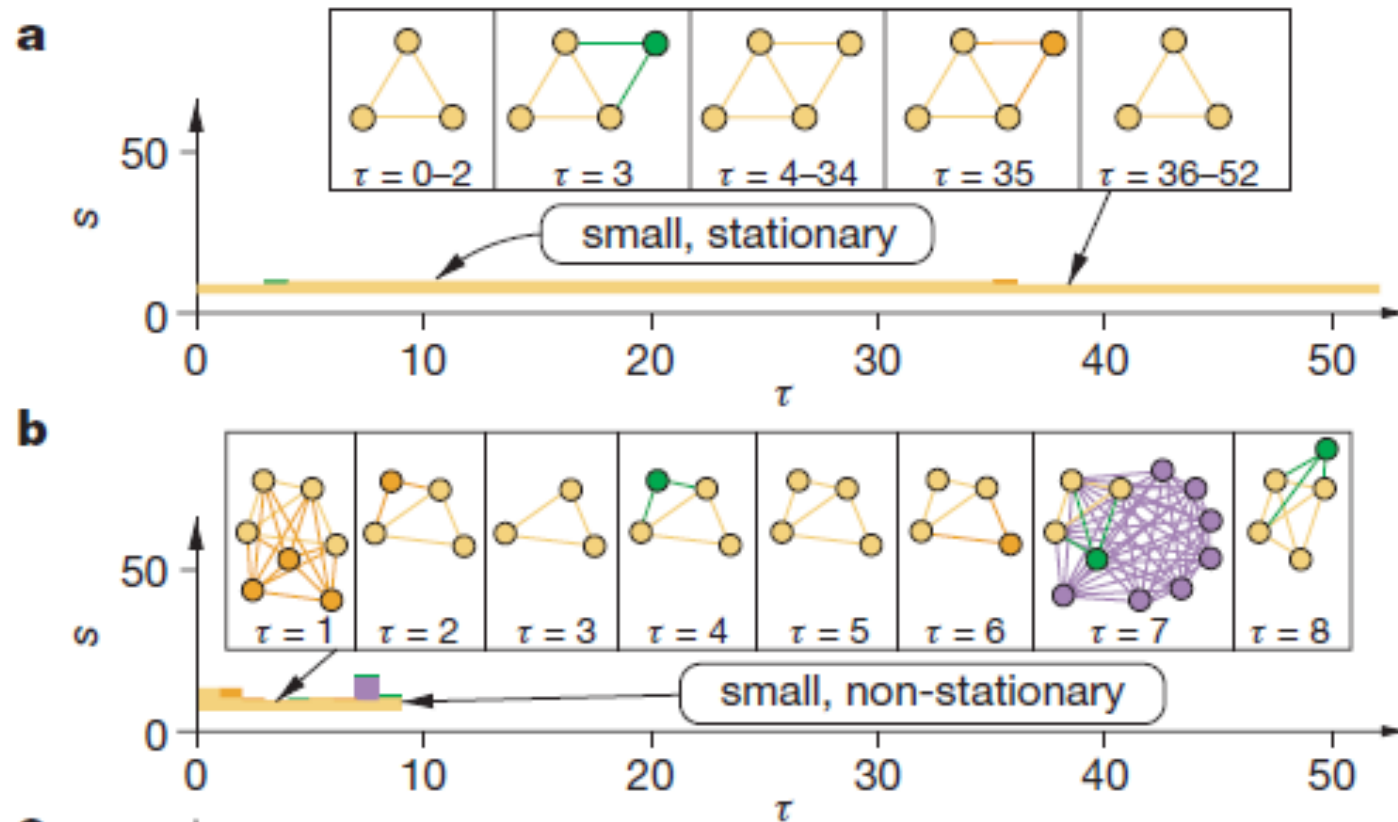 a
τ = 0–2 τ = 3 τ = 4–34 τ = 35 τ = 36–52
50
s
small, stationary
0
0 10 20 30 40 50
τ
b
τ = 1 τ = 2 τ = 3 τ = 4 τ = 5 τ = 6 τ = 7 τ = 8
50
s
small, non-stationary
0
0 10 20 30 40 50
τ